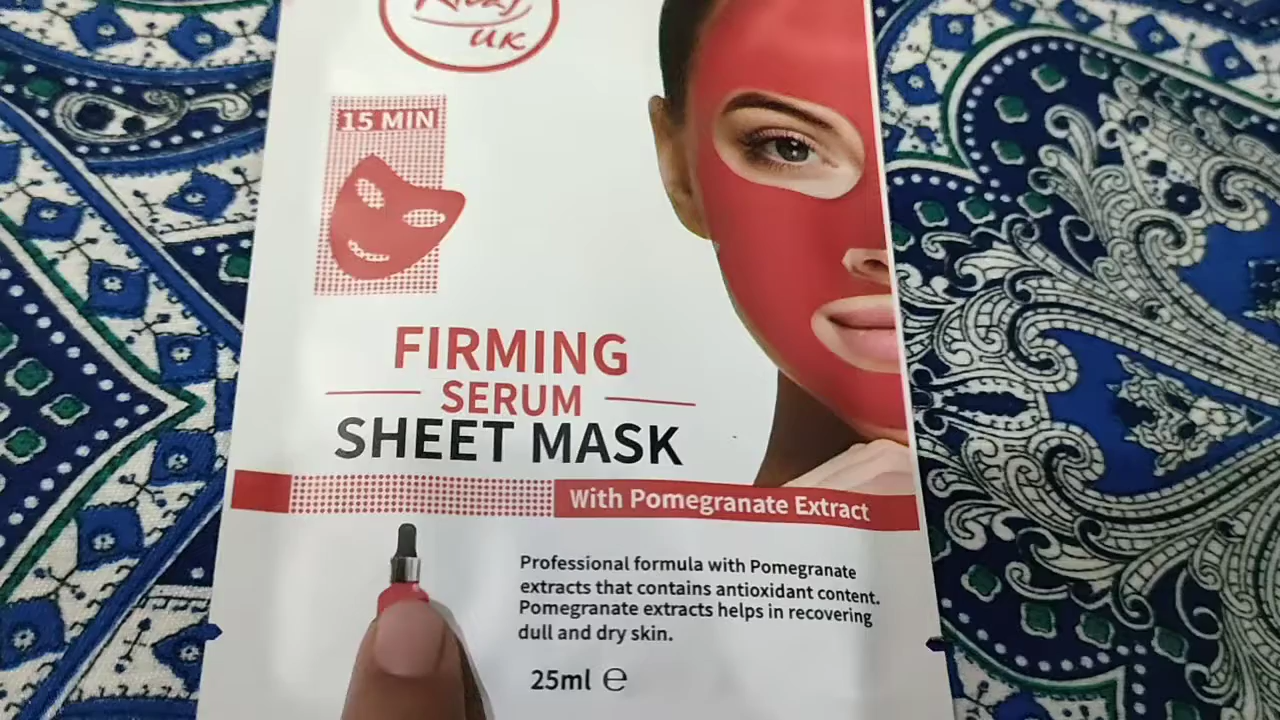 UK
15 MIN
FIRMING
SERUM
SHEET MASK
With Pomegranate Extract
Professional formula with Pomegranate
extracts that contains antioxidant content.
Pomegranate extracts helps in recovering
dull and dry skin.
25ml ℮